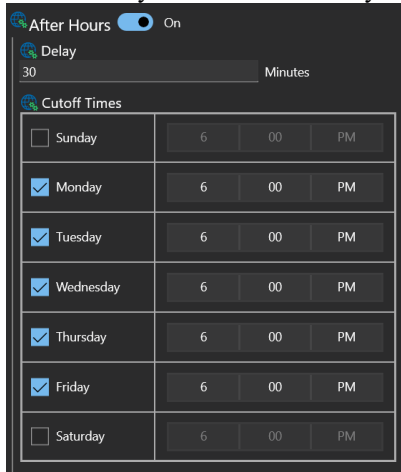 After Hours On
Delay
30 Minutes
Cutoff Times
Sunday 6 00 PM
Monday 6 00 PM
Tuesday 6 00 PM
Wednesday 6 00 PM
Thursday 6 00 PM
Friday 6 00 PM
Saturday 6 00 PM